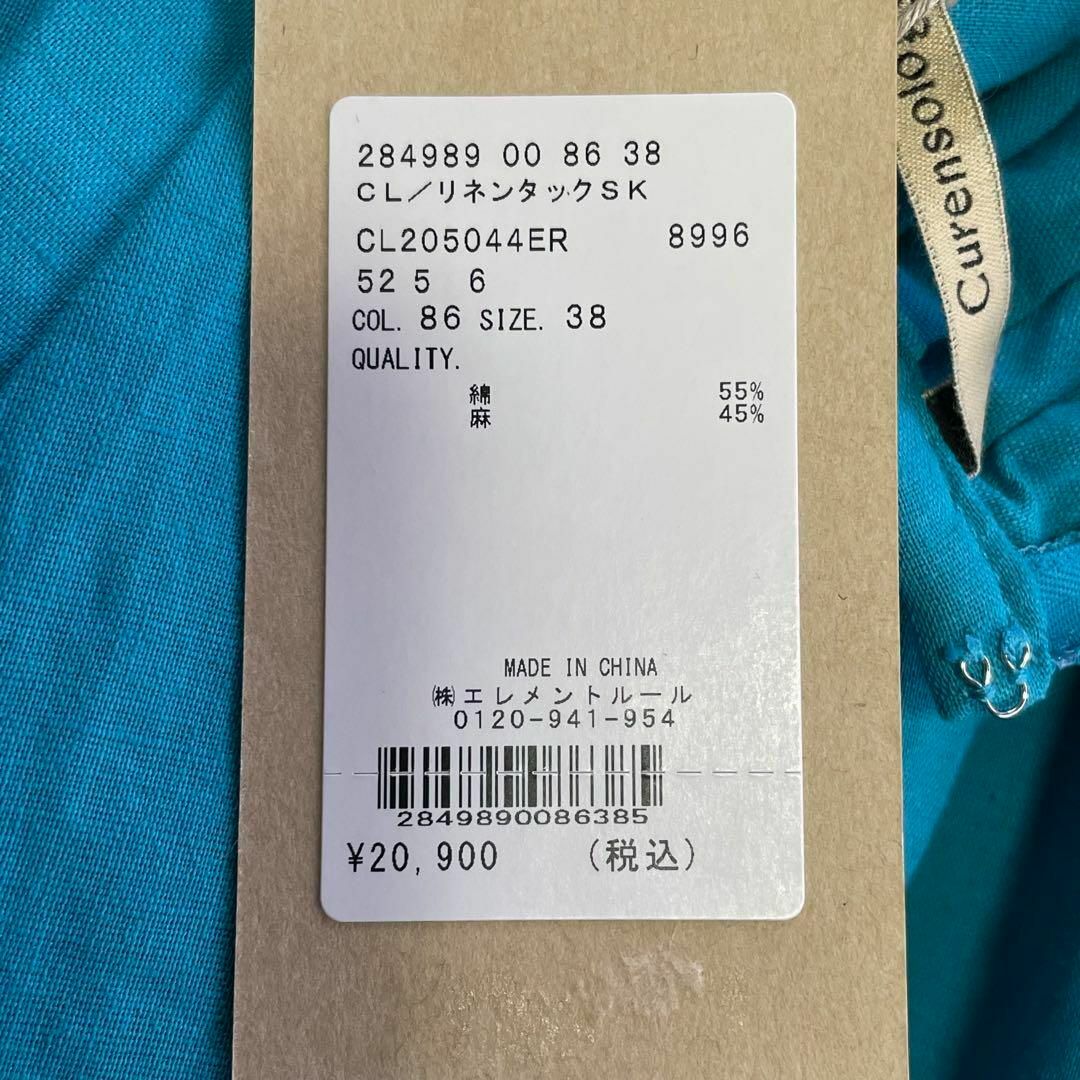 284989 00 86 38
CL／リネンタックSK
CL205044ER 8996
52 5 6
COL. 86 SIZE. 38
QUALITY.
綿 55%
麻 45%
MADE IN CHINA
㈱エレメントルール
0120-941-954
2849890086385
¥20,900 (税込)
Curensology